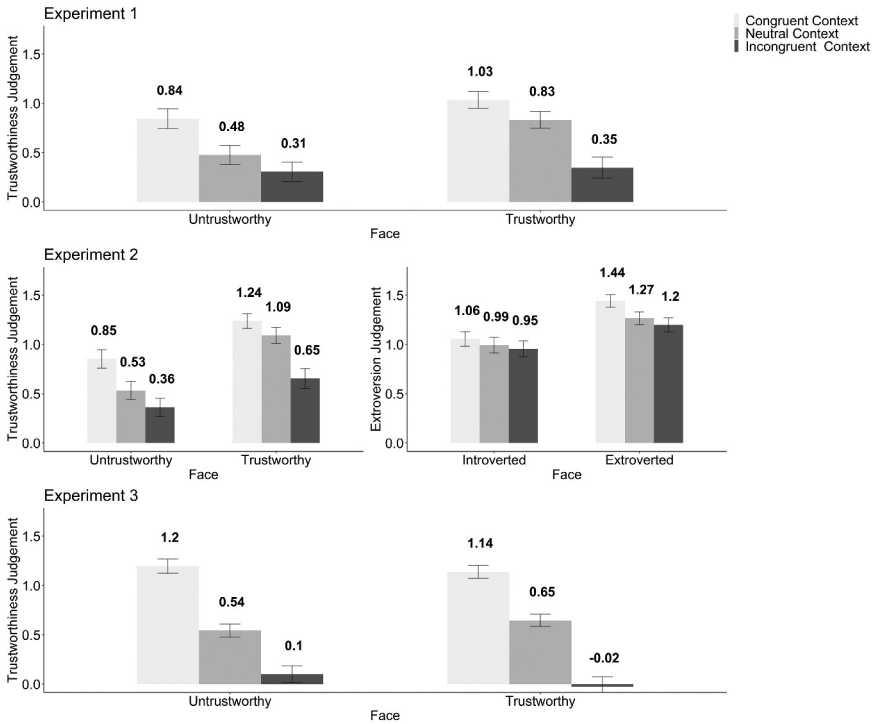 Experiment 1
Congruent Context
Neutral Context
Incongruent Context
Trustworthiness Judgement
1.5
1.0
0.5
0.0
0.84
0.48
0.31
1.03
0.83
0.35
Untrustworthy
Trustworthy
Face
Experiment 2
Trustworthiness Judgement
1.5
1.0
0.5
0.0
0.85
0.53
0.36
1.24
1.09
0.65
Untrustworthy
Trustworthy
Face
Extroversion Judgement
1.5
1.0
0.5
0.0
1.06
0.99
0.95
1.44
1.27
1.2
Introverted
Extroverted
Face
Experiment 3
Trustworthiness Judgement
1.5
1.0
0.5
0.0
1.2
0.54
0.1
1.14
0.65
-0.02
Untrustworthy
Trustworthy
Face